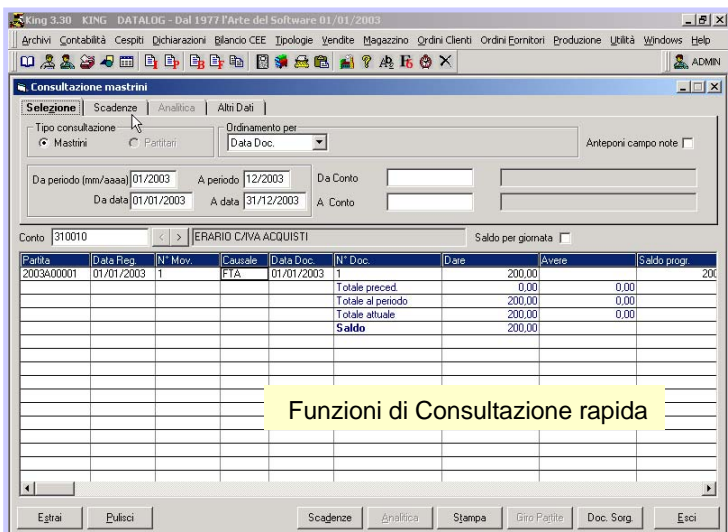 King 3.30 KING DATALOG - Dal 1977 l'Arte del Software 01/01/2003
Archivi Contabilità Cespiti Dichiarazioni Bilancio CEE Tipologie Vendite Magazzino Ordini Clienti Ordini Fornitori Produzione Utilità Windows Help
ADMIN
Consultazione mastrini
Selezione Scadenze Analitica Altri Dati
Tipo consultazione Ordinamento per
Mastrini Partitari Data Doc. Anteponi campo note
Da periodo (mm/aaaa) 01/2003 A periodo 12/2003 Da Conto
Da data 01/01/2003 A data 31/12/2003 A Conto
Conto 310010 < > ERARIO C/IVA ACQUISTI Saldo per giornata
Partita Data Reg. N° Mov. Causale Data Doc. N° Doc. Dare Avere Saldo progr.
2003A00001 01/01/2003 1 FTA 01/01/2003 1 200,00 200
Totale preced. 0,00 0,00
Totale al periodo 200,00 0,00
Totale attuale 200,00 0,00
Saldo 200,00
Funzioni di Consultazione rapida
Estrai Pulisci Scadenze Analitica Stampa Giro Partite Doc. Sorg. Esci